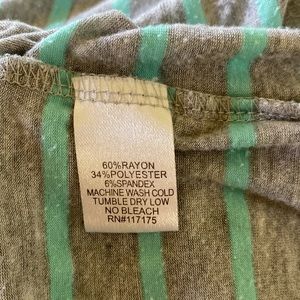 60%RAYON
34%POLYESTER
6%SPANDEX
MACHINE WASH COLD
TUMBLE DRY LOW
NO BLEACH
RN#117175